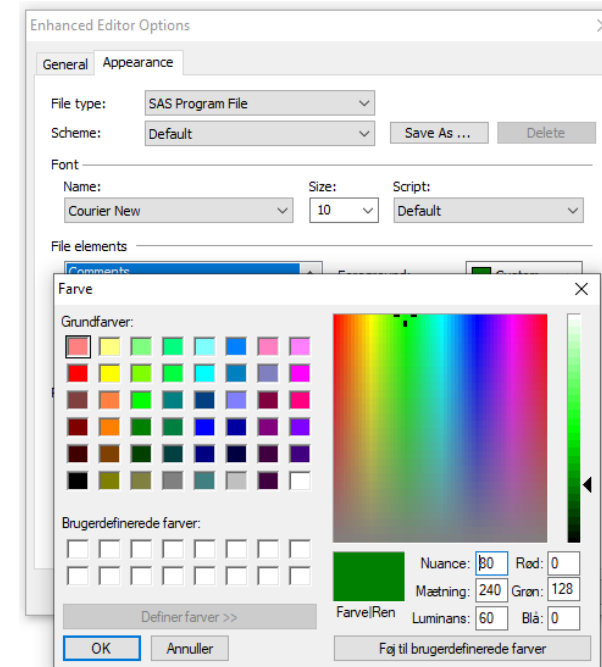 Enhanced Editor Options
General Appearance
File type: SAS Program File
Scheme: Default Save As ... Delete
Font
Name: Size: Script:
Courier New 10 Default
File elements
Comments
Farve
Grundfarver:
Brugerdefinerede farver:
Definer farver >>
OK Annuller
Farve|Ren
Nuance: 80 Rød: 0
Mætning: 240 Grøn: 128
Luminans: 60 Blå: 0
Føj til brugerdefinerede farver